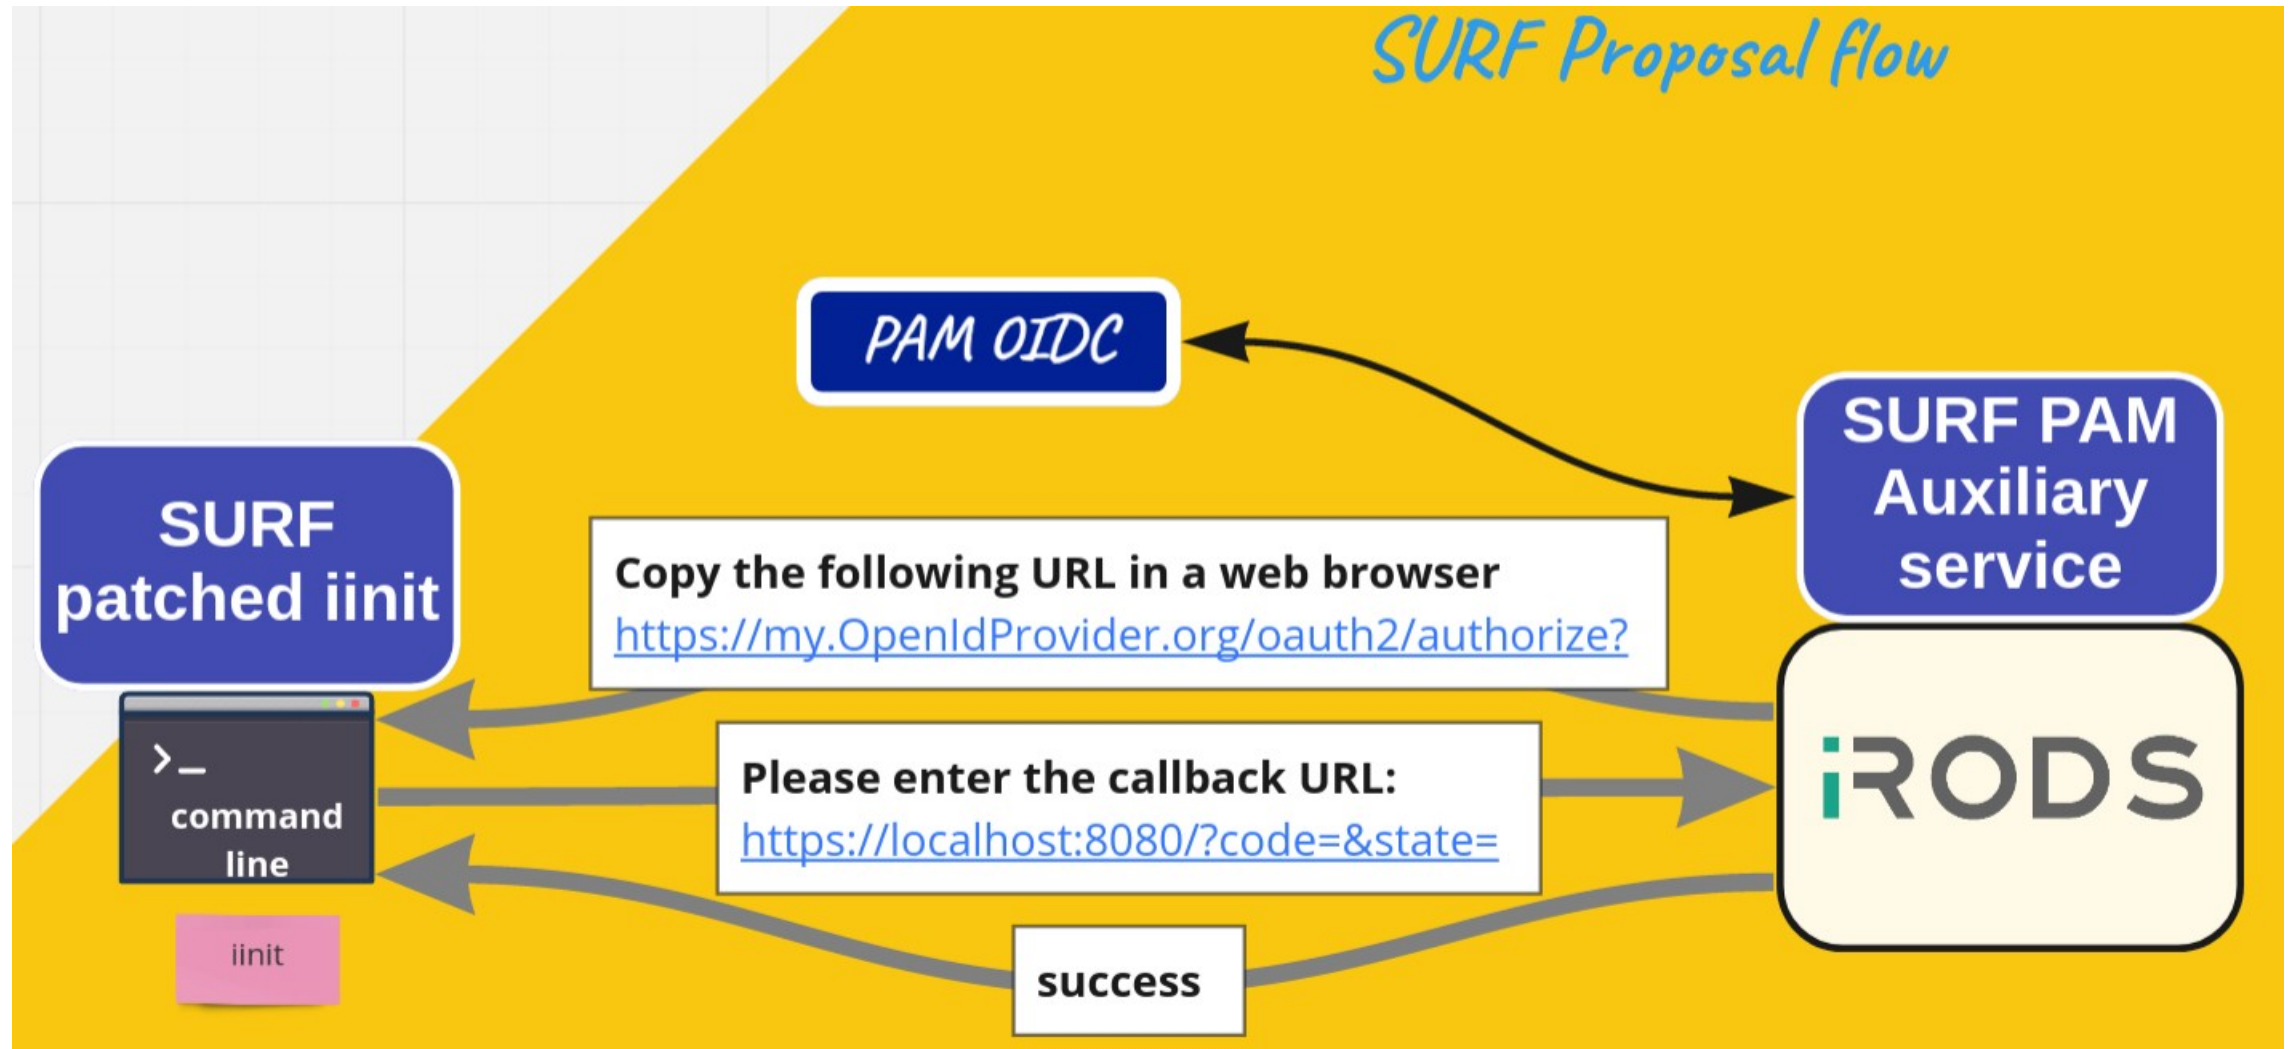 SURF Proposal flow
PAM OIDC
SURF PAM
Auxiliary
service
SURF
patched iinit
Copy the following URL in a web browser
https://my.OpenIdProvider.org/oauth2/authorize?
>_
command
line
Please enter the callback URL:
https://localhost:8080/?code=&state=
iRODS
iinit
success